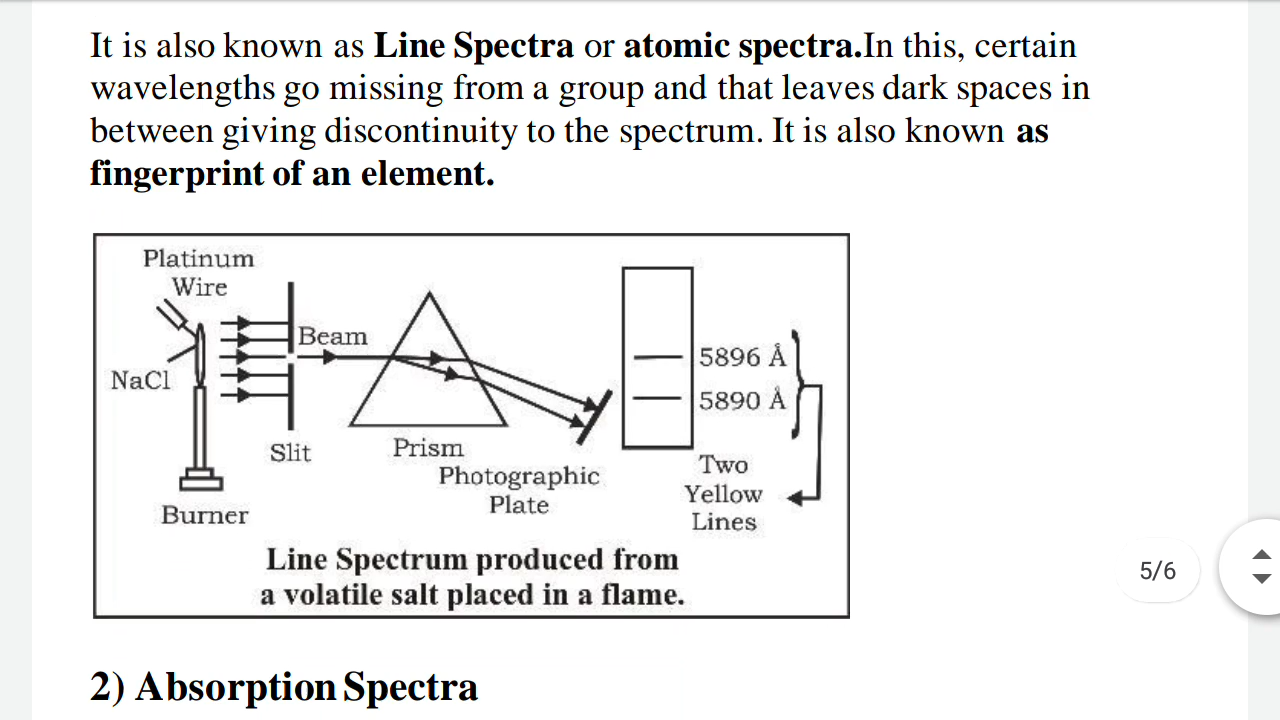 It is also known as Line Spectra or atomic spectra.In this, certain
wavelengths go missing from a group and that leaves dark spaces in
between giving discontinuity to the spectrum. It is also known as
fingerprint of an element.
Platinum
Wire
Beam
NaCl
5896 Å
5890 Å
Slit
Prism
Photographic
Plate
Burner
Two
Yellow
Lines
Line Spectrum produced from
a volatile salt placed in a flame.
5/6
2) Absorption Spectra